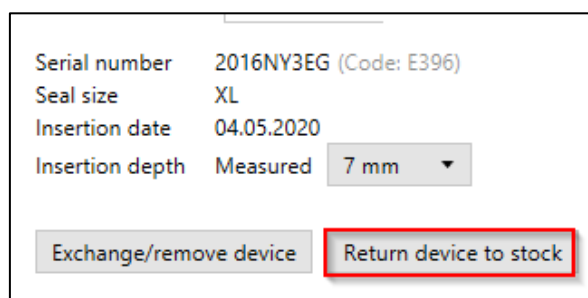 Serial number 2016NY3EG (Code: E396)
Seal size XL
Insertion date 04.05.2020
Insertion depth Measured 7 mm
Exchange/remove device Return device to stock